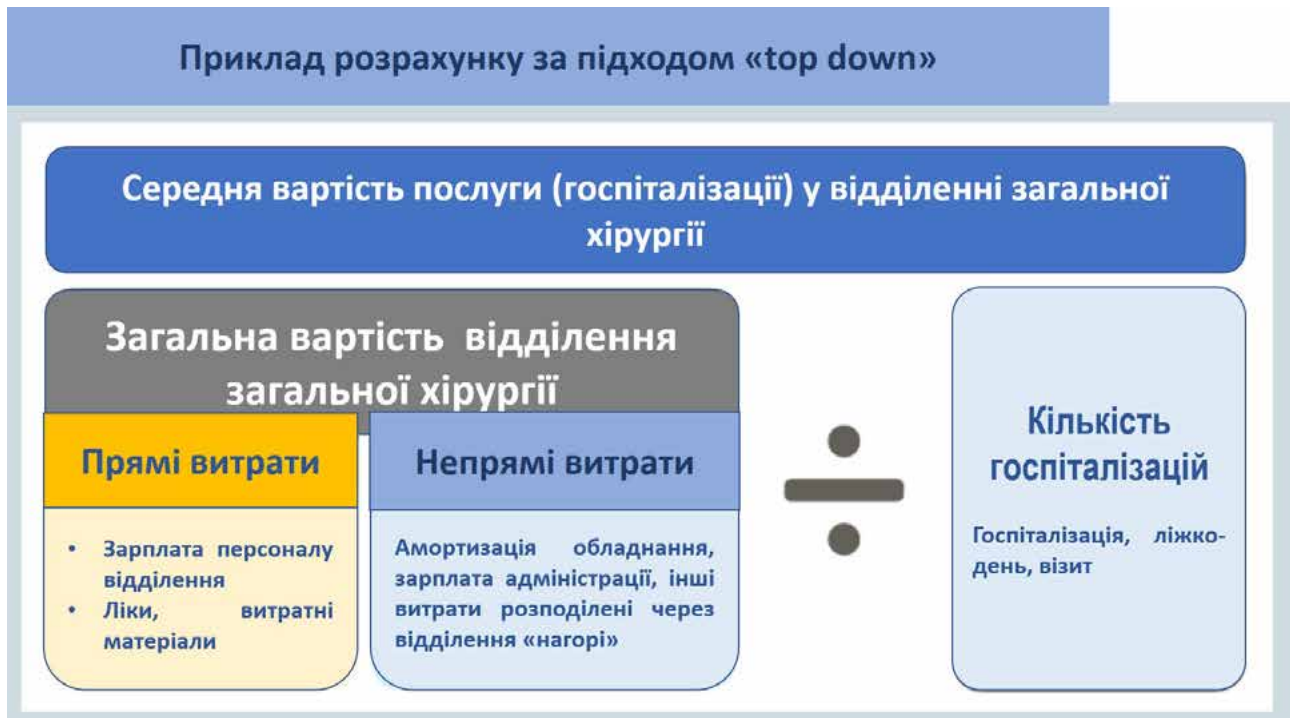 Приклад розрахунку за підходом «top down»
Середня вартість послуги (госпіталізації) у відділенні загальної
хірургії
Загальна вартість відділення
загальної хірургії
Прямі витрати
• Зарплата персоналу
відділення
• Ліки, витратні
матеріали
Непрямі витрати
Амортизація обладнання,
зарплата адміністрації, інші
витрати розподілені через
відділення «нагорі»
Кількість
госпіталізацій
Госпіталізація, ліжко-
день, візит